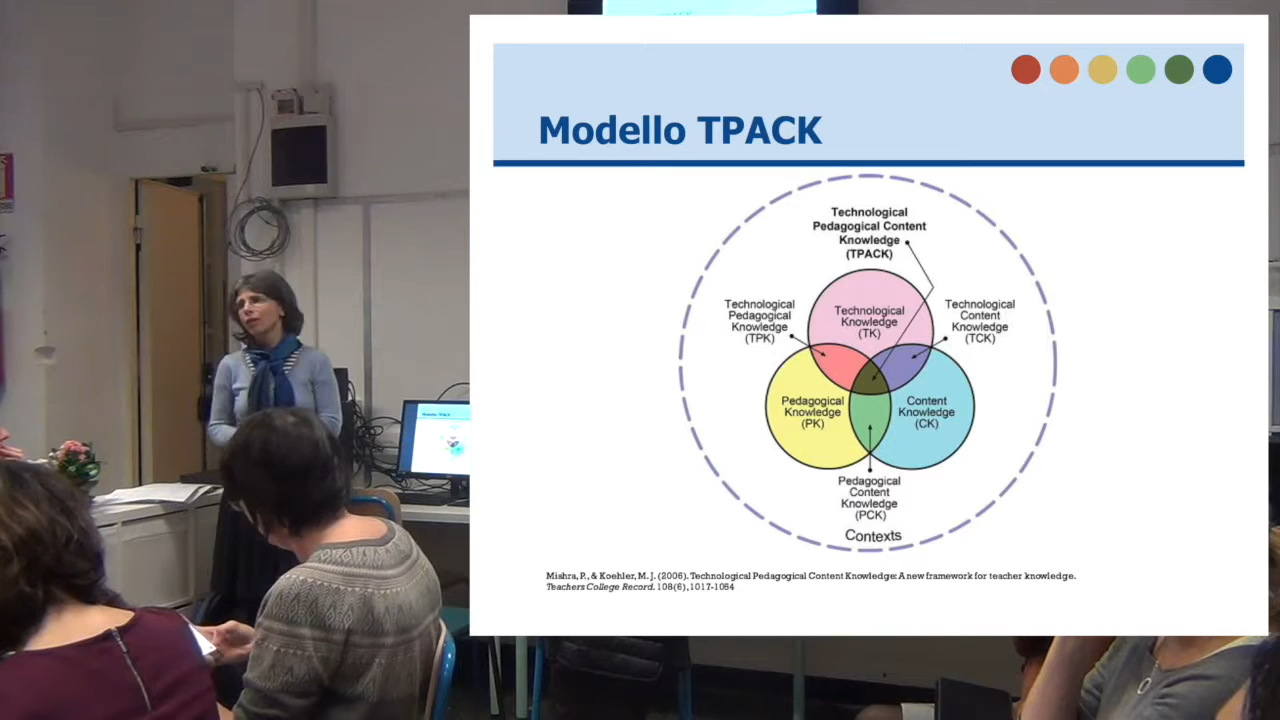 Modello TPACK
Technological
Pedagogical Content
Knowledge
(TPACK)
Technological
Pedagogical
Knowledge
(TPK)
Technological
Knowledge
(TK)
Technological
Content
Knowledge
(TCK)
Pedagogical
Knowledge
(PK)
Content
Knowledge
(CK)
Pedagogical
Content
Knowledge
(PCK)
Contexts
Mishra, P., & Koehler, M. J. (2006). Technological Pedagogical Content Knowledge: A new framework for teacher knowledge.
Teachers College Record. 108(6), 1017-1054
Modello TPACK